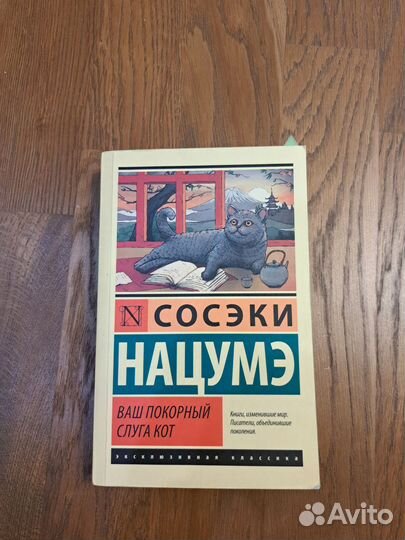 N СОСЭКИ
НАЦУМЭ
ВАШ ПОКОРНЫЙ
СЛУГА КОТ
Книги, изменившие мир.
Писатели, объединившие
поколения.
эксклюзивная классика
Avito